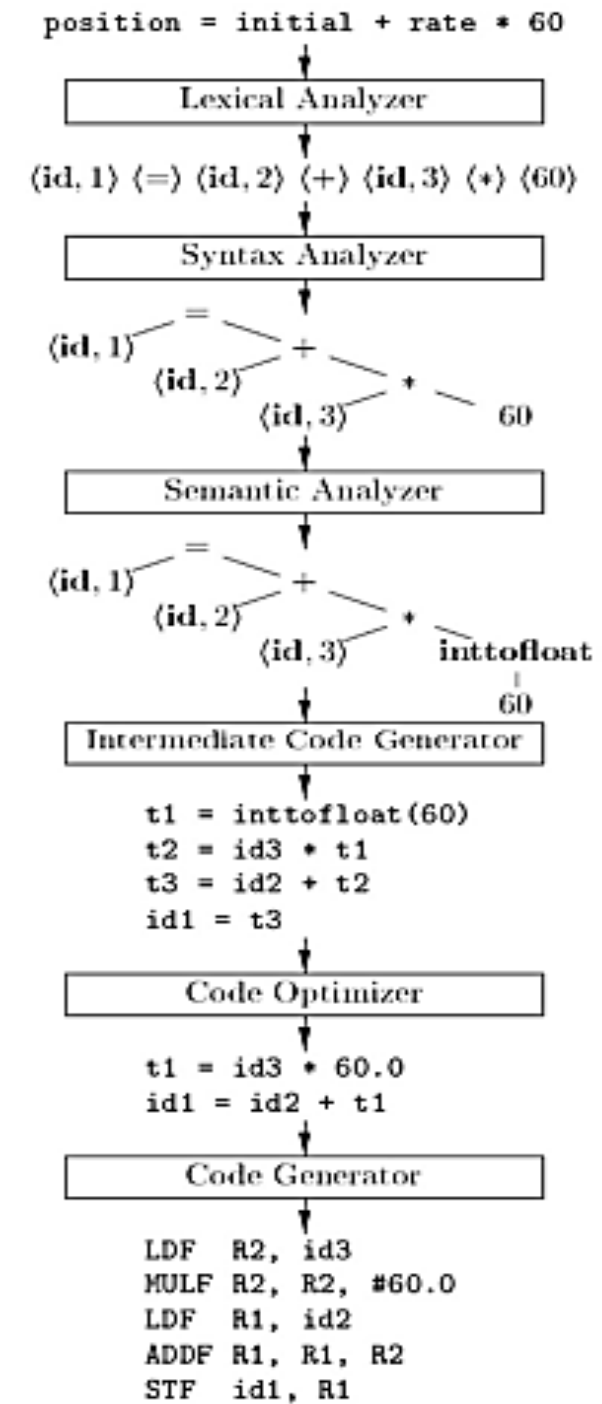 position = initial + rate * 60
Lexical Analyzer
⟨id, 1⟩ ⟨=⟩ ⟨id, 2⟩ ⟨+⟩ ⟨id, 3⟩ ⟨*⟩ ⟨60⟩
Syntax Analyzer
=
⟨id, 1⟩ +
⟨id, 2⟩ *
⟨id, 3⟩ 60
Semantic Analyzer
=
⟨id, 1⟩ +
⟨id, 2⟩ *
⟨id, 3⟩ inttofloat
60
Intermediate Code Generator
t1 = inttofloat(60)
t2 = id3 * t1
t3 = id2 + t2
id1 = t3
Code Optimizer
t1 = id3 * 60.0
id1 = id2 + t1
Code Generator
LDF R2, id3
MULF R2, R2, #60.0
LDF R1, id2
ADDF R1, R1, R2
STF id1, R1